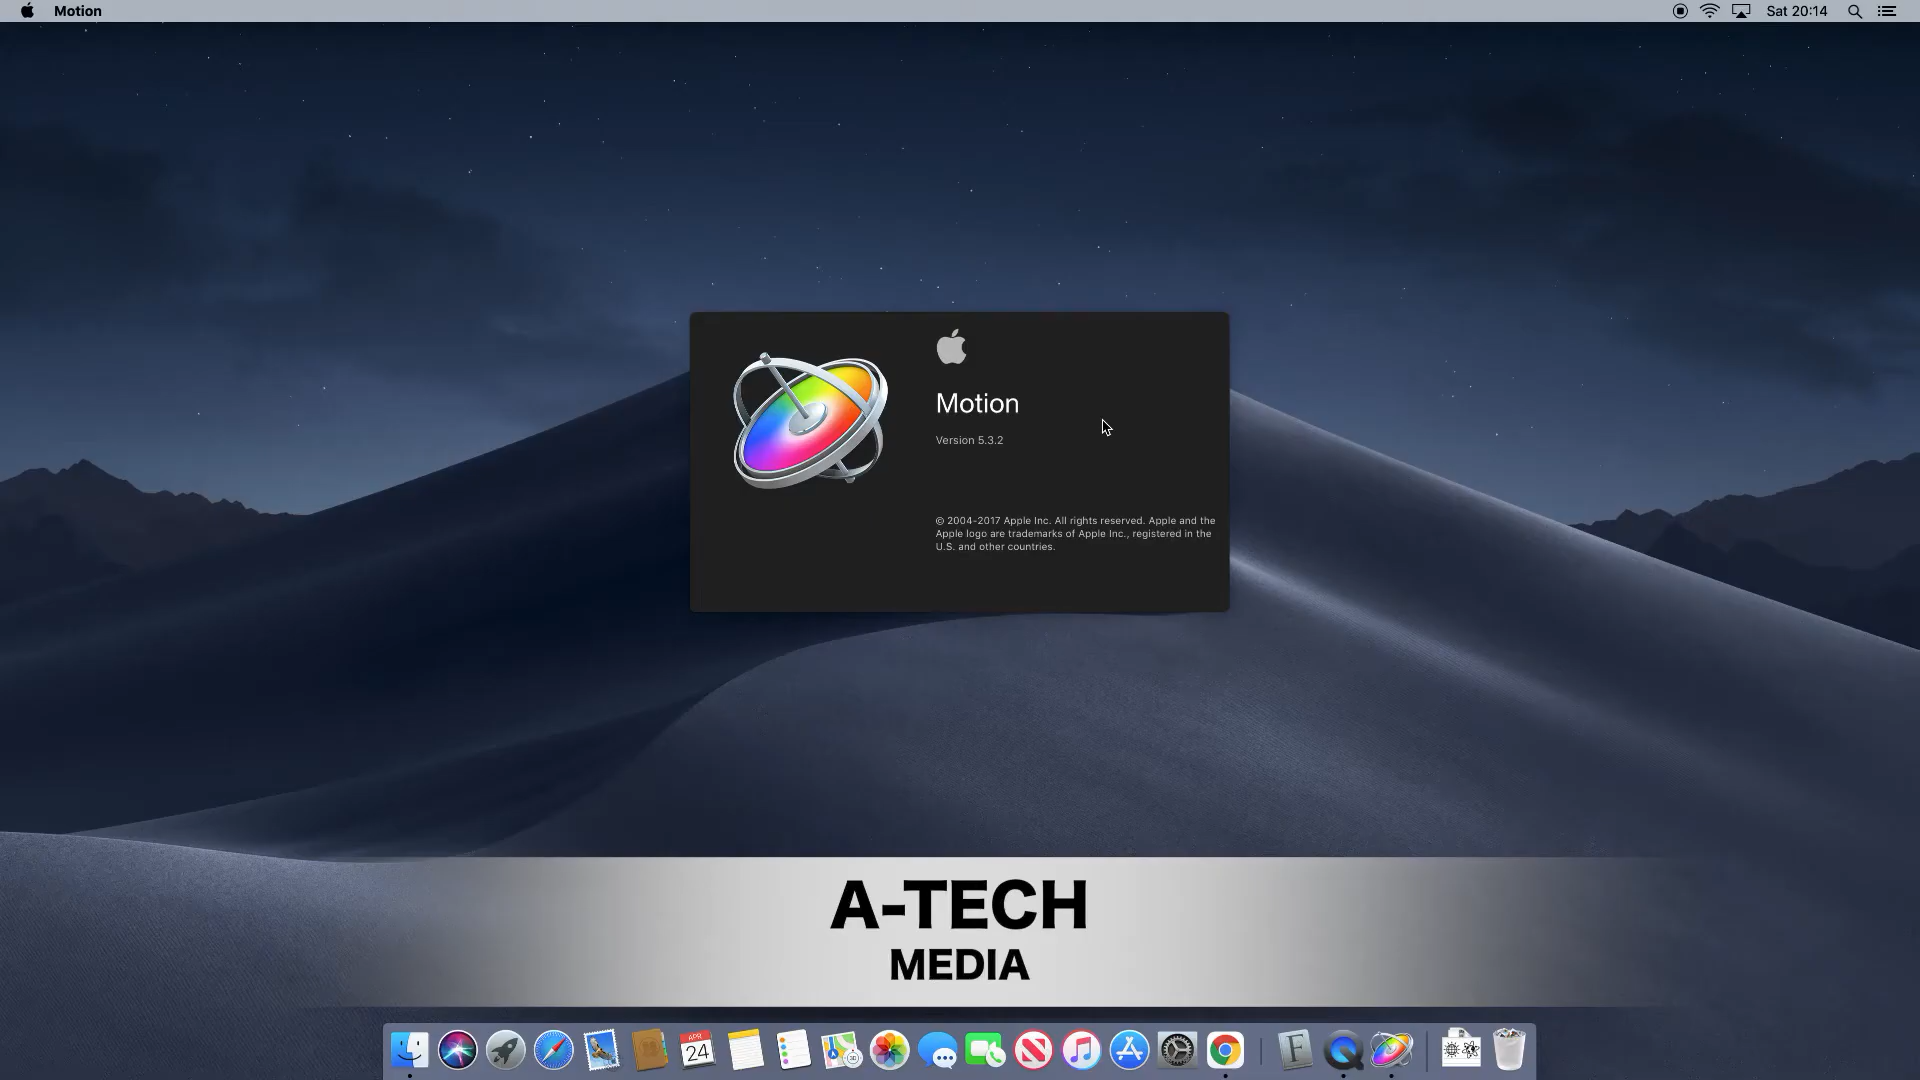 Motion
Sat 20:14
Motion
Version 5.3.2
© 2004-2017 Apple Inc. All rights reserved. Apple and the
Apple logo are trademarks of Apple Inc., registered in the
U.S. and other countries.
A-TECH
MEDIA
APR
24
F